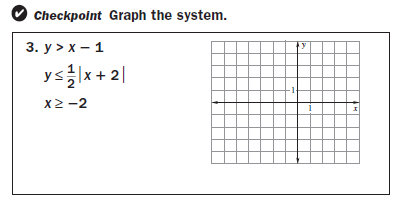 Checkpoint Graph the system.
3. y > x − 1
y ≤ 1/2|x + 2|
x ≥ −2
y
1
1
x